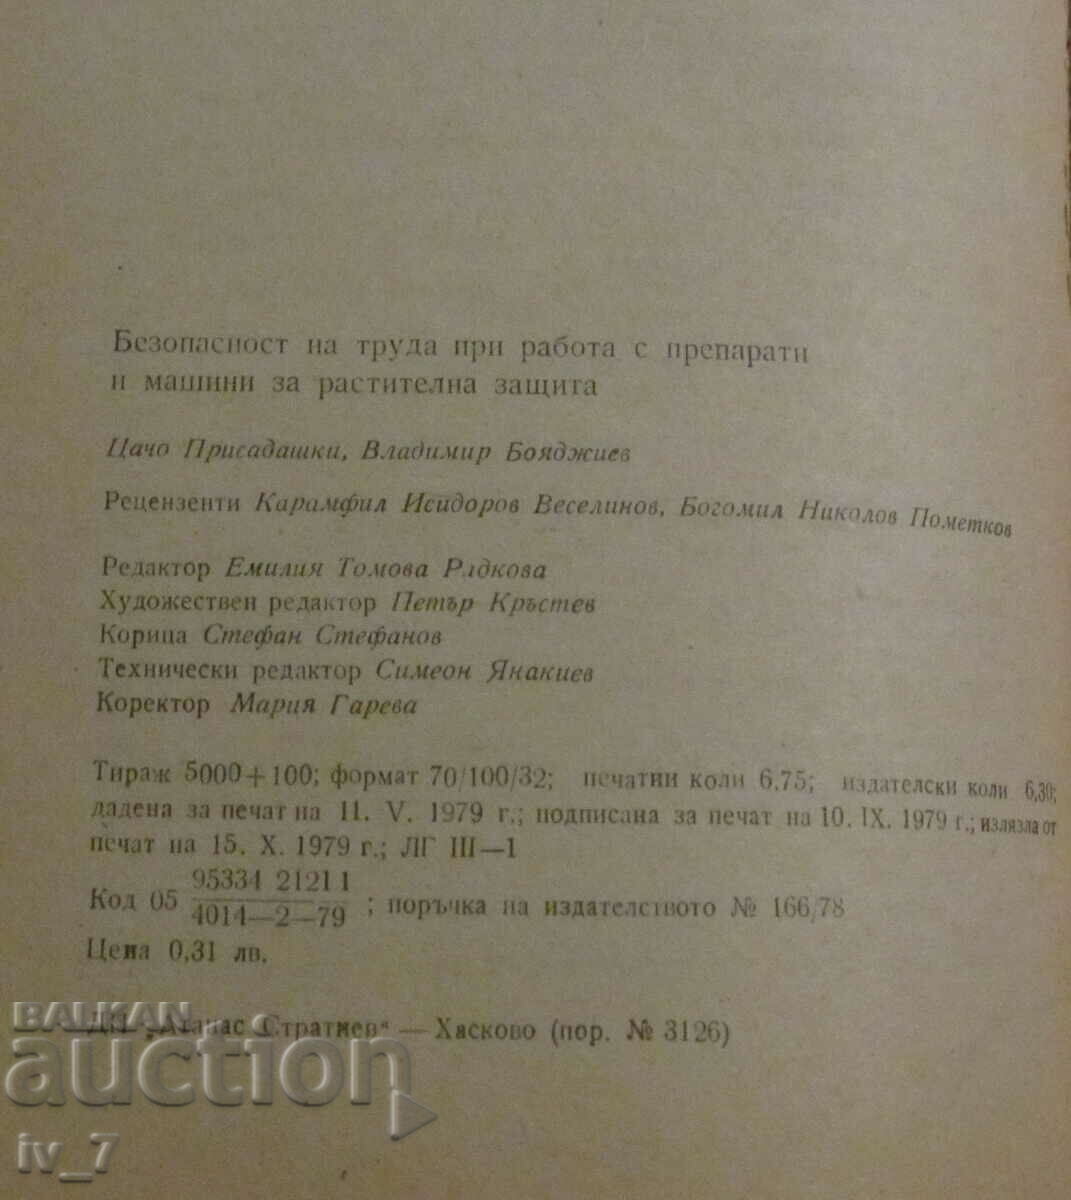 Безопасност на труда при работа с препарати
и машини за растителна защита
Цачо Присадашки, Владимир Бояджиев
Рецензенти Карамфил Исидоров Веселинов, Богомил Николов Пометков
Редактор Емилия Томова Радкова
Художествен редактор Петър Кръстев
Корица Стефан Стефанов
Технически редактор Симеон Янакиев
Коректор Мария Гарева
Тираж 5000+100; формат 70/100/32; печатни коли 6,75; издателски коли 6,30;
дадена за печат на 11. V. 1979 г.; подписана за печат на 10. IX. 1979 г.; излязла от
печат на 15. X. 1979 г.; ЛГ III—1
Код 05 95334 21211 / 4014—2—79 ; поръчка на издателството № 166/78
Цена 0,31 лв.
ДП „Атанас Стратиев“ — Хасково (пор. № 3126)
BALKAN
auction
iv_7